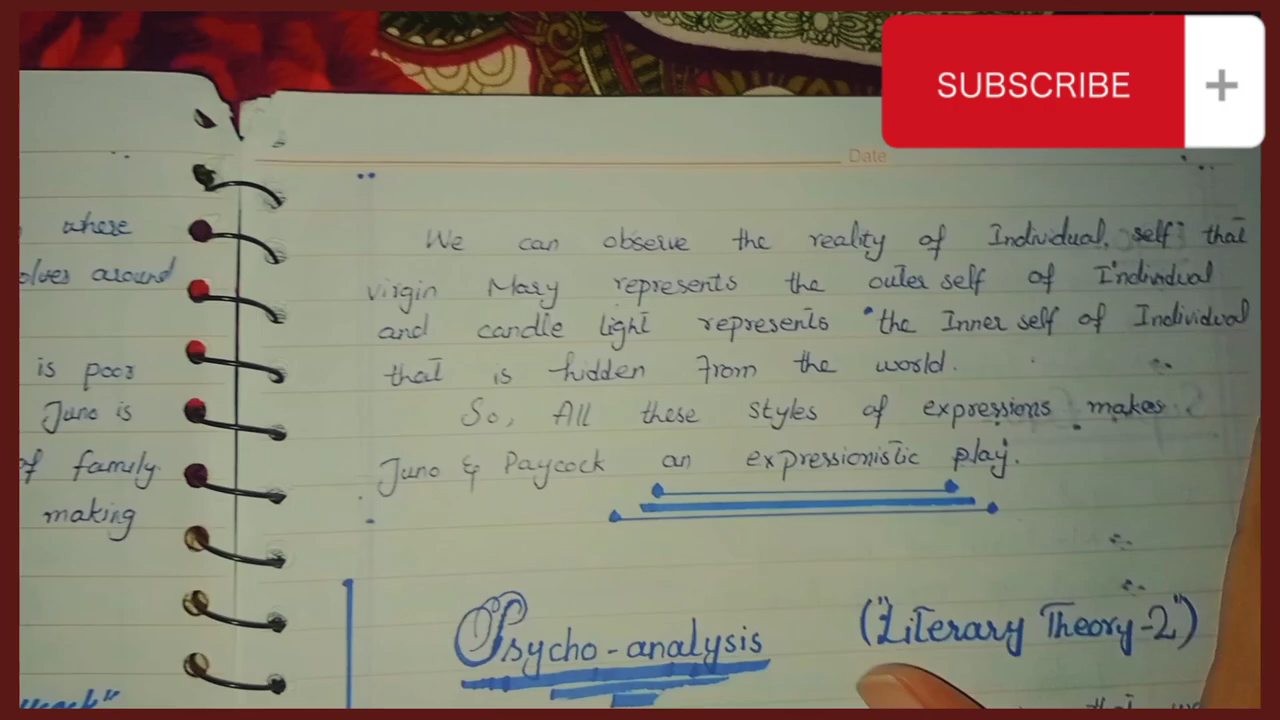 SUBSCRIBE
Date
where
olves around
is poor
Juno is
of family
making
We can observe the reality of Individual, self that
virgin Mary represents the outer self of Individual
and candle light represents the Inner self of Individual
that is hidden from the world.
So, All these styles of expressions makes
Juno & Paycock an expressionistic play.
Psycho-analysis ("Literary Theory-2")
that